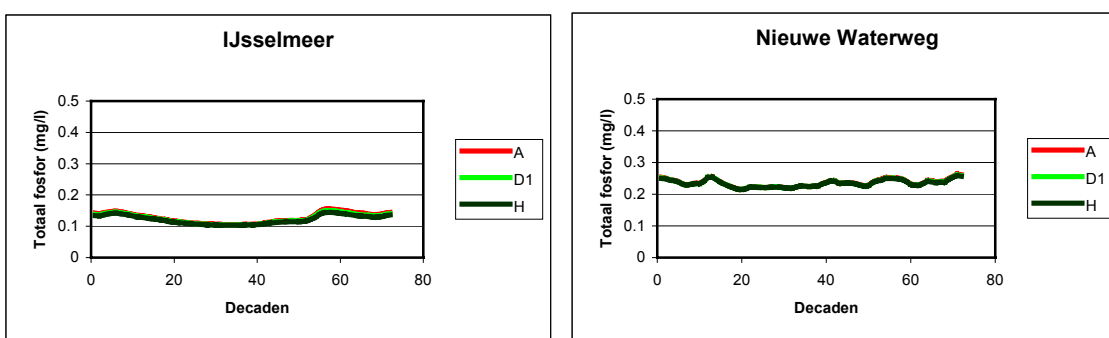 IJsselmeer
Totaal fosfor (mg/l)
0.5
0.4
0.3
0.2
0.1
0
0 20 40 60 80
Decaden
A
D1
H
Nieuwe Waterweg
Totaal fosfor (mg/l)
0.5
0.4
0.3
0.2
0.1
0
0 20 40 60 80
Decaden
A
D1
H